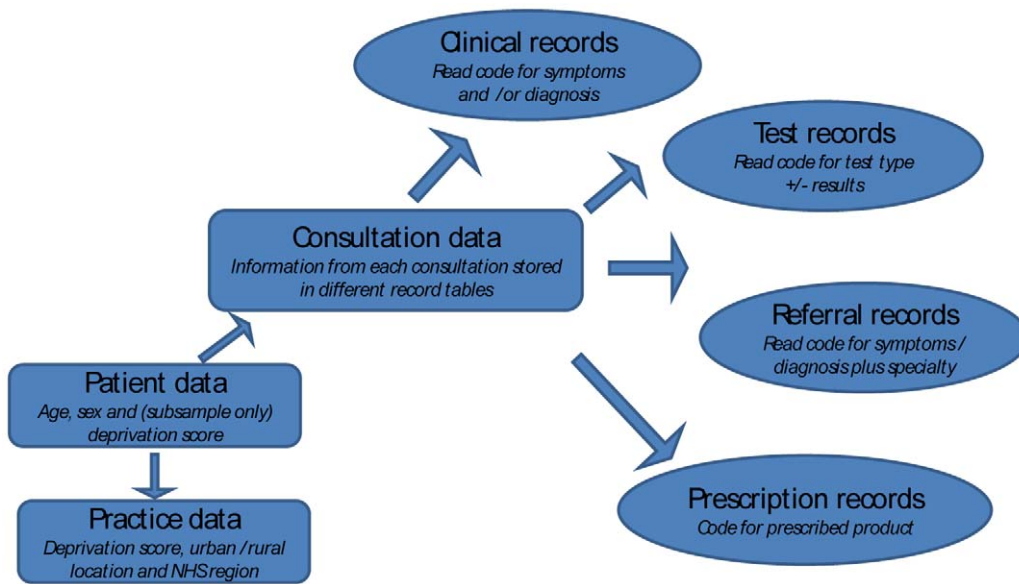 Clinical records
Read code for symptoms
and /or diagnosis
Test records
Read code for test type
+/- results
Consultation data
Information from each consultation stored
in different record tables
Referral records
Read code for symptoms /
diagnosis plus specialty
Patient data
Age, sex and (subsample only)
deprivation score
Prescription records
Code for prescribed product
Practice data
Deprivation score, urban /rural
location and NHS region